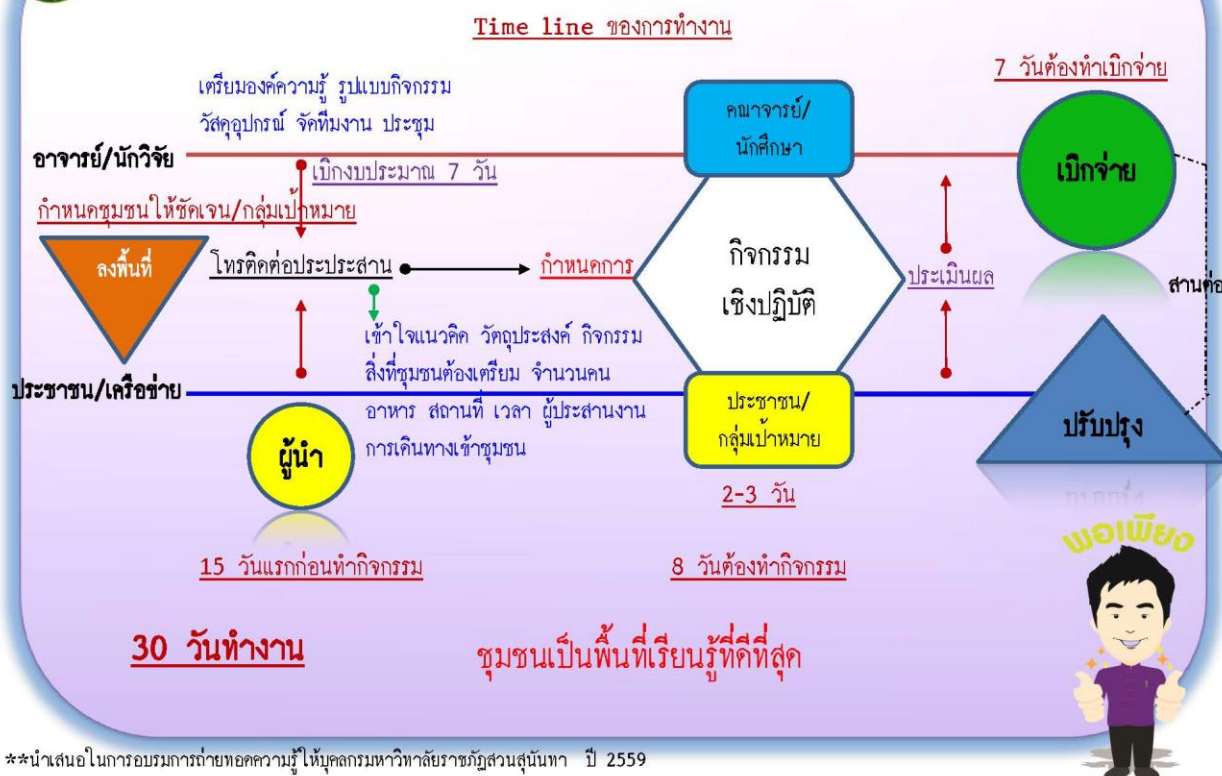 Time line ของการทำงาน
7 วันต้องทำเบิกจ่าย
เตรียมองค์ความรู้ รูปแบบกิจกรรม
วัสดุอุปกรณ์ จัดทีมงาน ประชุม
คณาจารย์/
นักศึกษา
อาจารย์/นักวิจัย
เบิกงบประมาณ 7 วัน
เบิกจ่าย
กำหนดชุมชนให้ชัดเจน/กลุ่มเป้าหมาย
ลงพื้นที่
โทรติดต่อประประสาน
กำหนดการ
กิจกรรม
เชิงปฏิบัติ
ประเมินผล
สานต่อ
เข้าใจแนวคิด วัตถุประสงค์ กิจกรรม
สิ่งที่ชุมชนต้องเตรียม จำนวนคน
อาหาร สถานที่ เวลา ผู้ประสานงาน
การเดินทางเข้าชุมชน
ประชาชน/เครือข่าย
ผู้นำ
ประชาชน/
กลุ่มเป้าหมาย
ปรับปรุง
2-3 วัน
พอเพียง
15 วันแรกก่อนทำกิจกรรม
8 วันต้องทำกิจกรรม
30 วันทำงาน
ชุมชนเป็นพื้นที่เรียนรู้ที่ดีที่สุด
**นำเสนอในการอบรมการถ่ายทอดความรู้ให้บุคลกรมหาวิทาลัยราชภัฏสวนสุนันทา ปี 2559